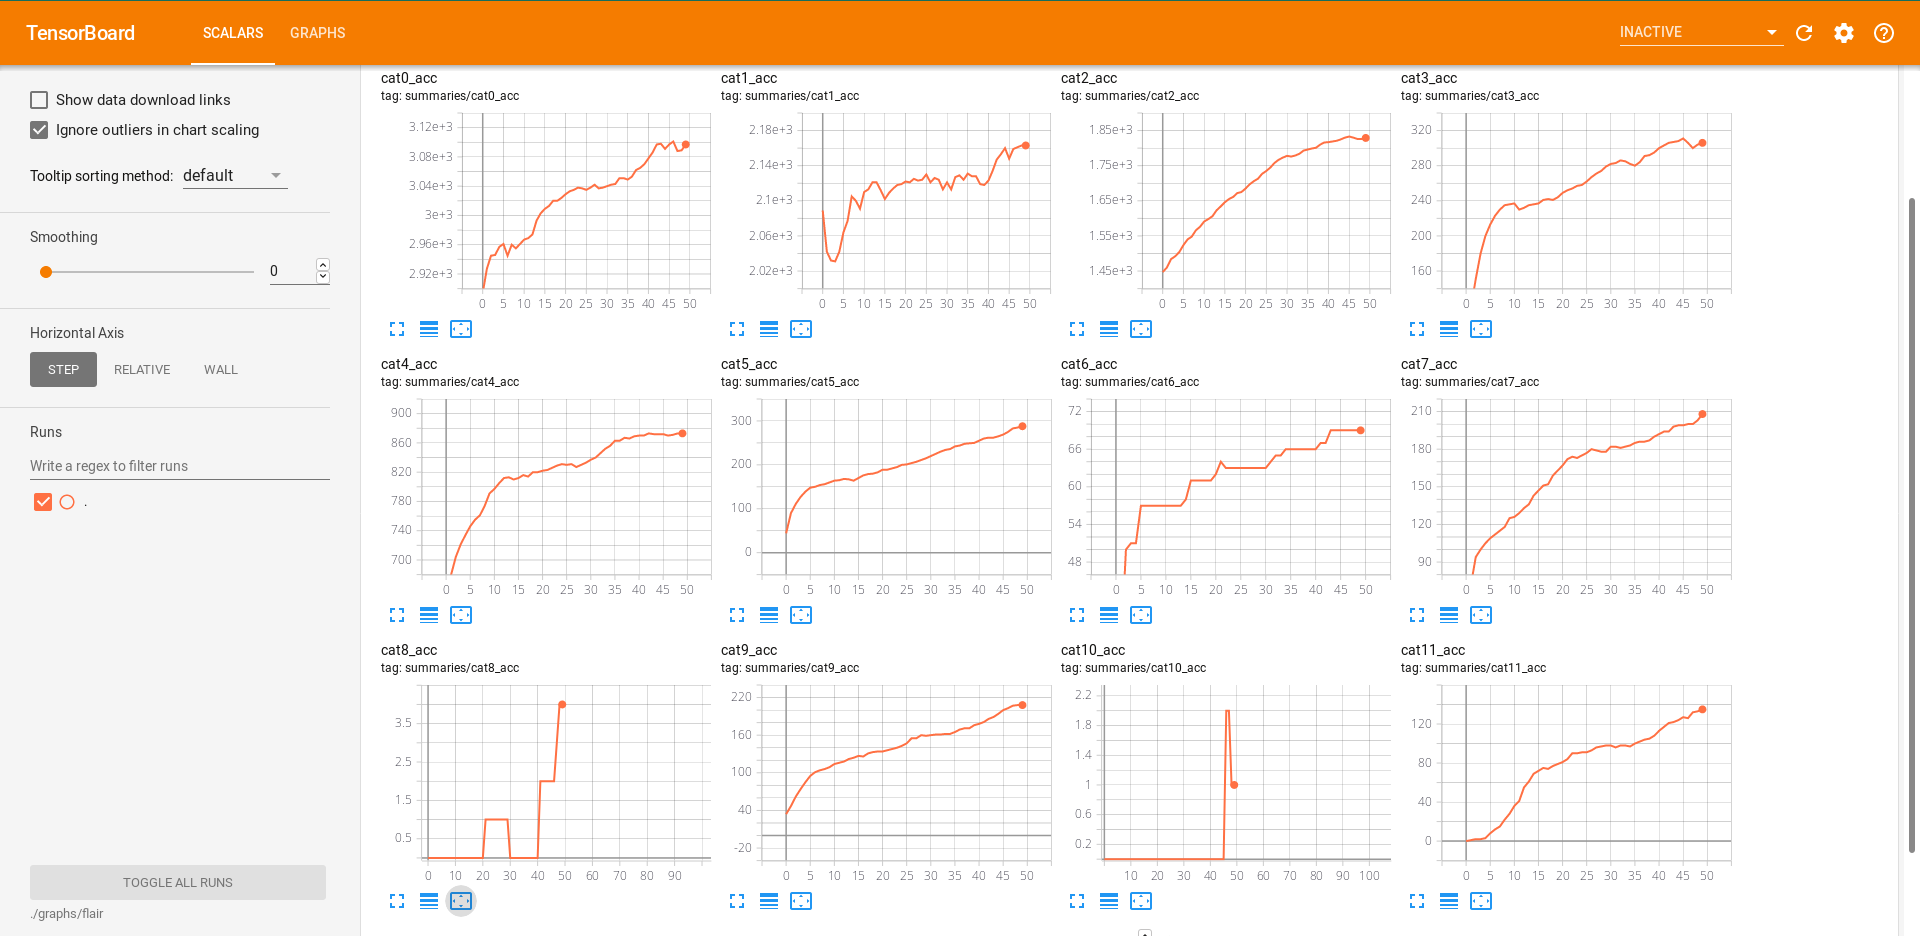 TensorBoard
SCALARS GRAPHS
INACTIVE
Show data download links
Ignore outliers in chart scaling
Tooltip sorting method: default
Smoothing
0
Horizontal Axis
STEP RELATIVE WALL
Runs
Write a regex to filter runs
.
TOGGLE ALL RUNS
./graphs/flair
cat0_acc
tag: summaries/cat0_acc
3.12e+3
3.08e+3
3.04e+3
3e+3
2.96e+3
2.92e+3
0 5 10 15 20 25 30 35 40 45 50
cat1_acc
tag: summaries/cat1_acc
2.18e+3
2.14e+3
2.1e+3
2.06e+3
2.02e+3
0 5 10 15 20 25 30 35 40 45 50
cat2_acc
tag: summaries/cat2_acc
1.85e+3
1.75e+3
1.65e+3
1.55e+3
1.45e+3
0 5 10 15 20 25 30 35 40 45 50
cat3_acc
tag: summaries/cat3_acc
320
280
240
200
160
0 5 10 15 20 25 30 35 40 45 50
cat4_acc
tag: summaries/cat4_acc
900
860
820
780
740
700
0 5 10 15 20 25 30 35 40 45 50
cat5_acc
tag: summaries/cat5_acc
300
200
100
0
0 5 10 15 20 25 30 35 40 45 50
cat6_acc
tag: summaries/cat6_acc
72
66
60
54
48
0 5 10 15 20 25 30 35 40 45 50
cat7_acc
tag: summaries/cat7_acc
210
180
150
120
90
0 5 10 15 20 25 30 35 40 45 50
cat8_acc
tag: summaries/cat8_acc
3.5
2.5
1.5
0.5
0 10 20 30 40 50 60 70 80 90
cat9_acc
tag: summaries/cat9_acc
220
160
100
40
-20
0 5 10 15 20 25 30 35 40 45 50
cat10_acc
tag: summaries/cat10_acc
2.2
1.8
1.4
1
0.6
0.2
10 20 30 40 50 60 70 80 90 100
cat11_acc
tag: summaries/cat11_acc
120
80
40
0
0 5 10 15 20 25 30 35 40 45 50